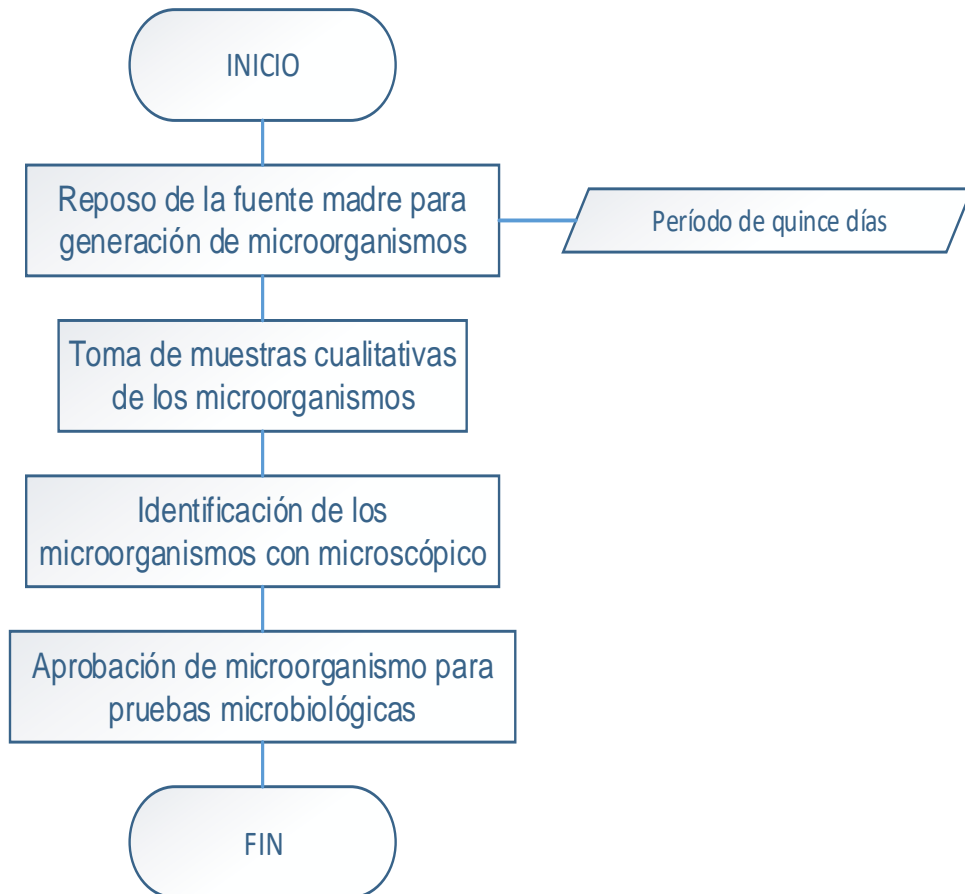 INICIO
Reposo de la fuente madre para
generación de microorganismos
Período de quince días
Toma de muestras cualitativas
de los microorganismos
Identificación de los
microorganismos con microscópico
Aprobación de microorganismo para
pruebas microbiológicas
FIN